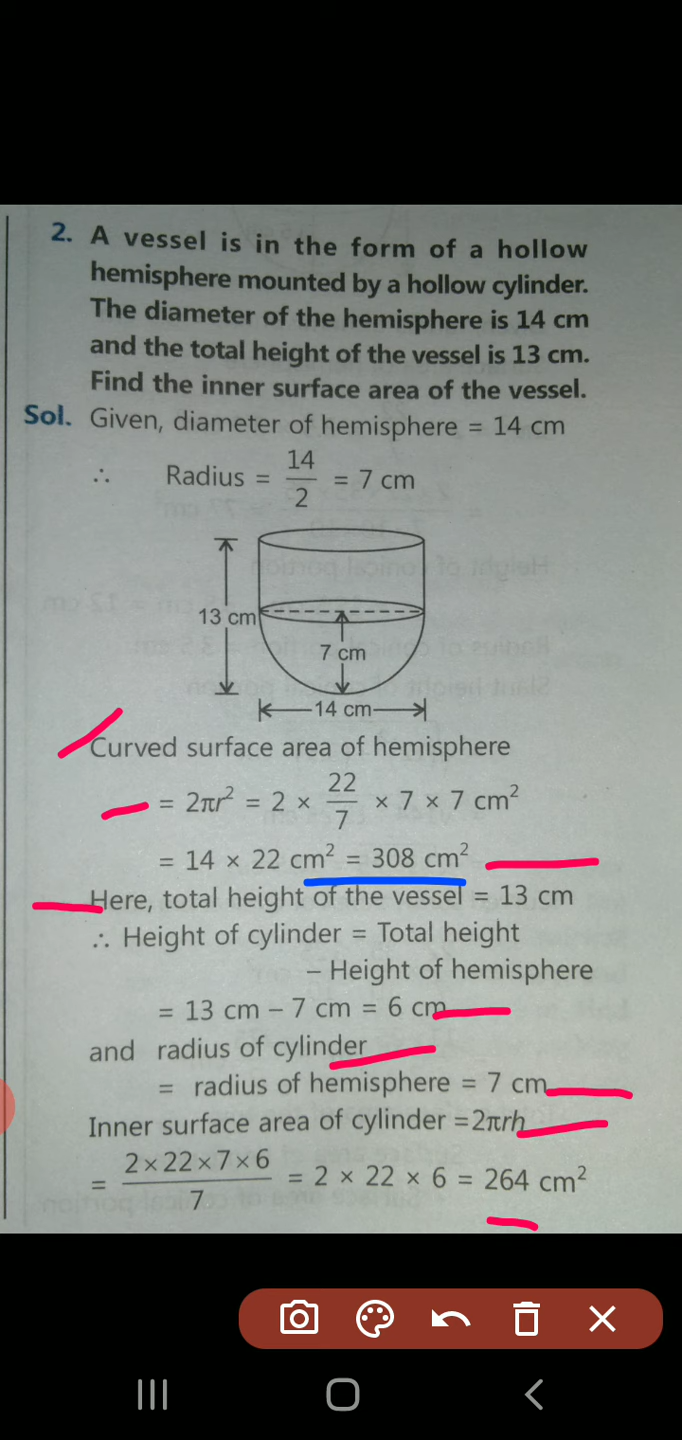 2. A vessel is in the form of a hollow
hemisphere mounted by a hollow cylinder.
The diameter of the hemisphere is 14 cm
and the total height of the vessel is 13 cm.
Find the inner surface area of the vessel.
Sol. Given, diameter of hemisphere = 14 cm
∴ Radius = 14/2 = 7 cm
13 cm
7 cm
14 cm
Curved surface area of hemisphere
= 2πr² = 2 × 22/7 × 7 × 7 cm²
= 14 × 22 cm² = 308 cm²
Here, total height of the vessel = 13 cm
∴ Height of cylinder = Total height
– Height of hemisphere
= 13 cm – 7 cm = 6 cm
and radius of cylinder
= radius of hemisphere = 7 cm
Inner surface area of cylinder =2πrh
= 2×22×7×6/7 = 2 × 22 × 6 = 264 cm²